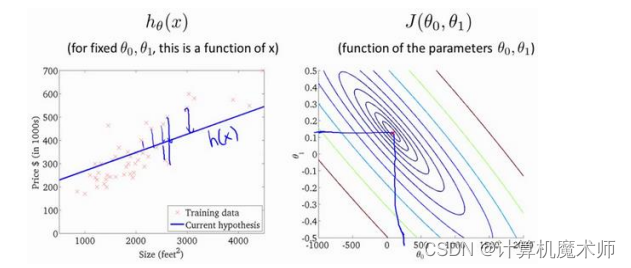 hθ(x)
J(θ₀, θ₁)
(for fixed θ₀, θ₁, this is a function of x)
(function of the parameters θ₀, θ₁)
700
600
500
400
300
200
100
0
Price $ (in 1000s)
h(x)
Training data
Current hypothesis
1000
2000
3000
4000
Size (feet²)
0.5
0.4
0.3
0.2
0.1
0
-0.1
-0.2
-0.3
-0.4
-0.5
θ₁
-1000
-500
0
500
1000
1500
2000
θ₀
CSDN @计算机魔术师